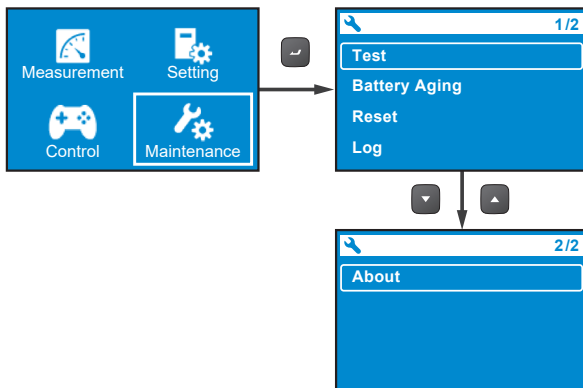 Measurement
Setting
Control
Maintenance
1/2
Test
Battery Aging
Reset
Log
2/2
About